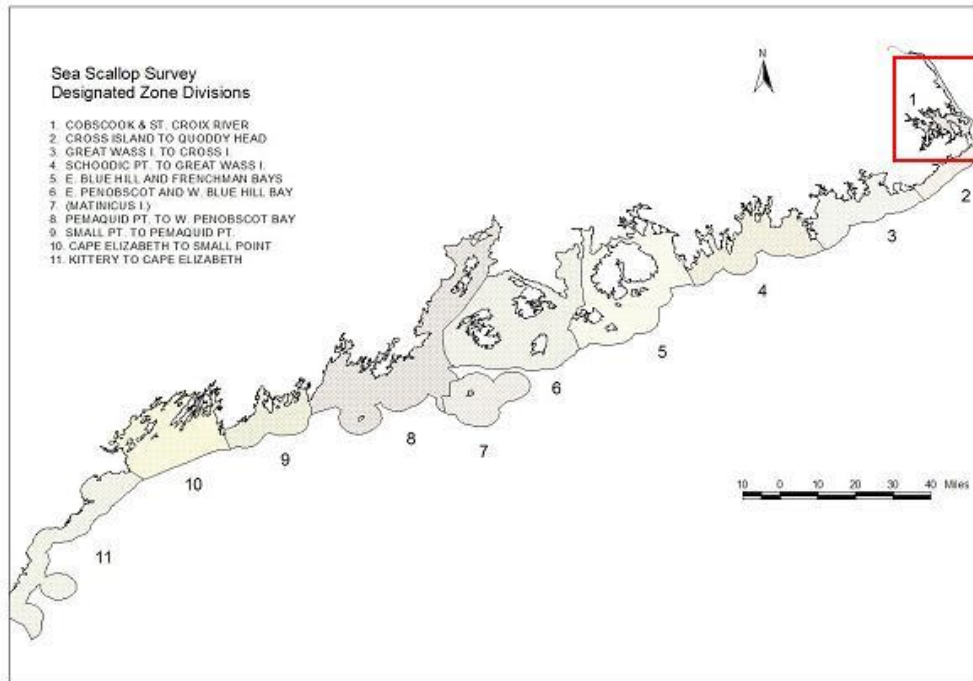 Sea Scallop Survey
Designated Zone Divisions
1. COBSCOOK & ST. CROIX RIVER
2. CROSS ISLAND TO QUODDY HEAD
3. GREAT WASS I. TO CROSS I.
4. SCHOODIC PT. TO GREAT WASS I.
5. E. BLUE HILL AND FRENCHMAN BAYS
6. E. PENOBSCOT AND W. BLUE HILL BAY
7. (MATINICUS I.)
8. PEMAQUID PT. TO W. PENOBSCOT BAY
9. SMALL PT. TO PEMAQUID PT.
10. CAPE ELIZABETH TO SMALL POINT
11. KITTERY TO CAPE ELIZABETH
N
1
2
3
4
5
6
7
8
9
10
11
10 0 10 20 30 40 Miles